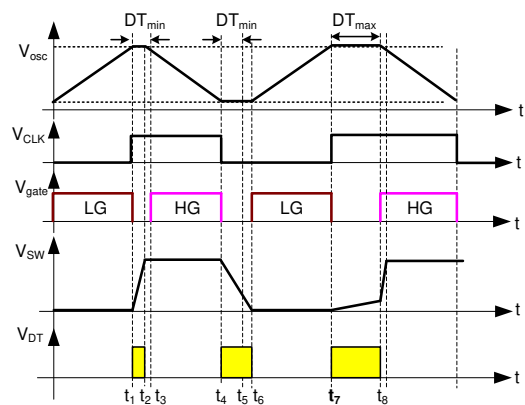 DTmin DTmin DTmax
Vosc
t
VCLK
t
Vgate
LG HG LG HG
t
VSW
t
VDT
t
t1 t2 t3 t4 t5 t6 t7 t8